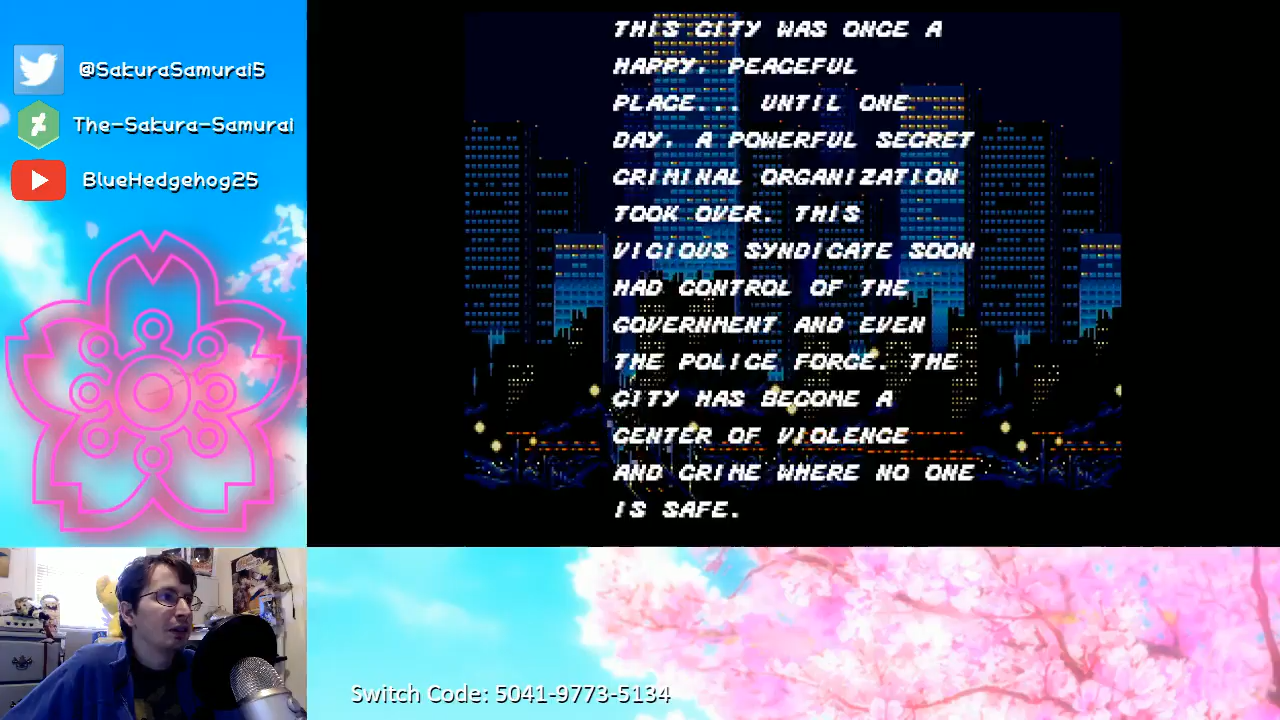 @SakuraSamurai5
The-Sakura-Samurai
BlueHedgehog25
THIS CITY WAS ONCE A
HAPPY, PEACEFUL
PLACE... UNTIL ONE
DAY, A POWERFUL SECRET
CRIMINAL ORGANIZATION
TOOK OVER. THIS
VICIOUS SYNDICATE SOON
HAD CONTROL OF THE
GOVERNMENT AND EVEN
THE POLICE FORCE. THE
CITY HAS BECOME A
CENTER OF VIOLENCE
AND CRIME WHERE NO ONE
IS SAFE.
Switch Code: 5041-9773-5134